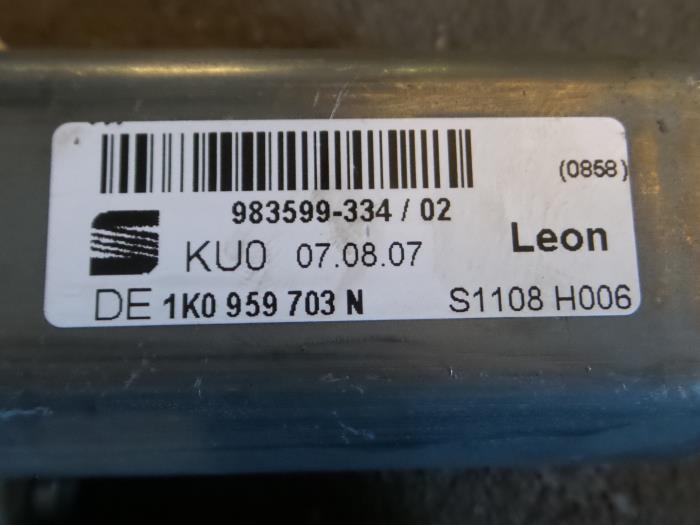 (0858)
983599-334 / 02
KU0 07.08.07 Leon
DE 1K0 959 703 N S1108 H006